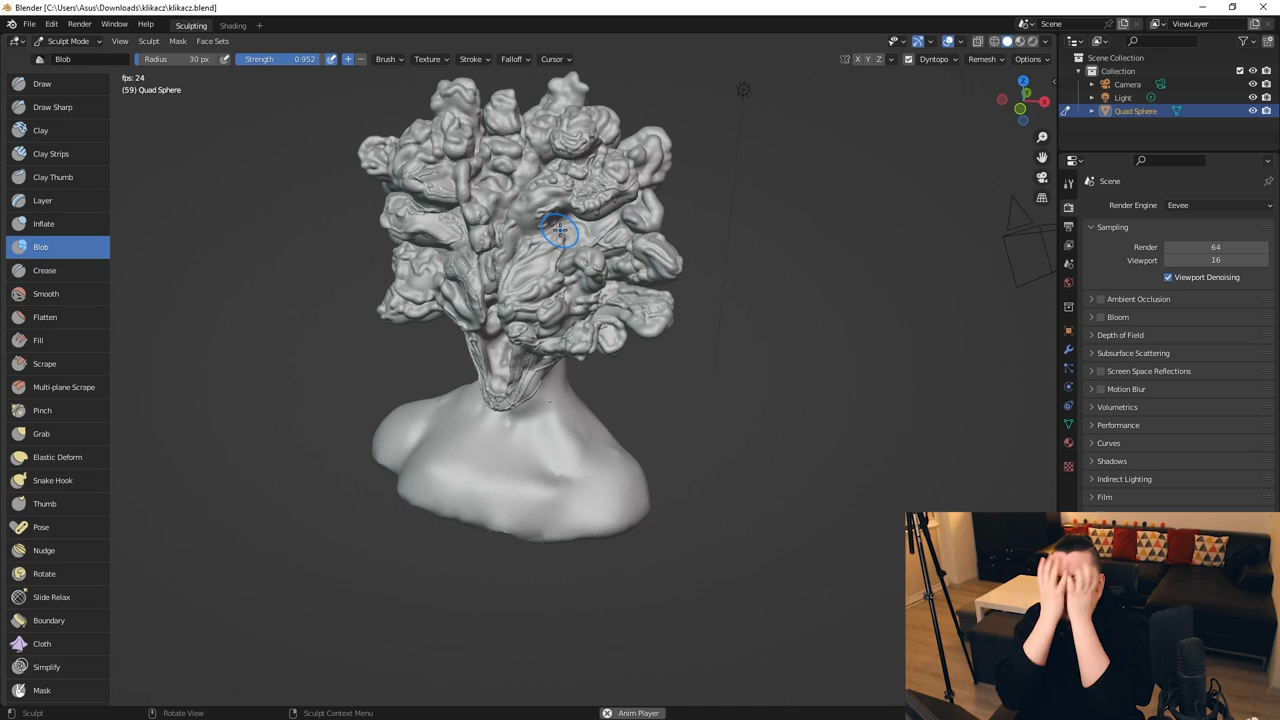 Blender [C:\Users\Asus\Downloads\klikacz\klikacz.blend]
File Edit Render Window Help Sculpting Shading Scene ViewLayer
Sculpt Mode View Sculpt Mask Face Sets
Blob Radius 30 px Strength 0.952 Brush Texture Stroke Falloff Cursor X Y Z Dyntopo Remesh Options
fps: 24
(59) Quad Sphere
Draw
Draw Sharp
Clay
Clay Strips
Clay Thumb
Layer
Inflate
Blob
Crease
Smooth
Flatten
Fill
Scrape
Multi-plane Scrape
Pinch
Grab
Elastic Deform
Snake Hook
Thumb
Pose
Nudge
Rotate
Slide Relax
Boundary
Cloth
Simplify
Mask
Z
Y
X
Scene Collection
Collection
Camera
Light
Quad Sphere
Scene
Render Engine Eevee
Sampling
Render 64
Viewport 16
Viewport Denoising
Ambient Occlusion
Bloom
Depth of Field
Subsurface Scattering
Screen Space Reflections
Motion Blur
Volumetrics
Performance
Curves
Shadows
Indirect Lighting
Film
Sculpt Rotate View Sculpt Context Menu Anim Player